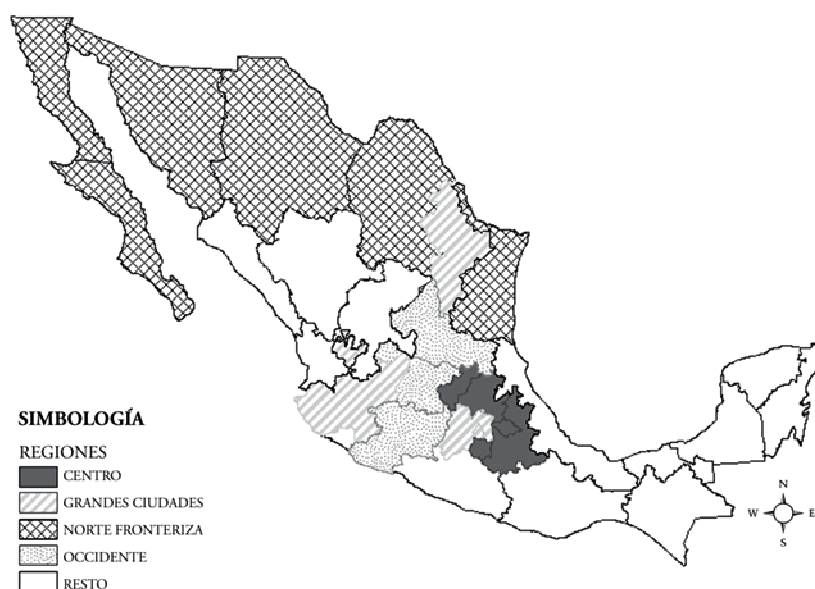 SIMBOLOGÍA
REGIONES
CENTRO
GRANDES CIUDADES
NORTE FRONTERIZA
OCCIDENTE
RESTO
N
W E
S